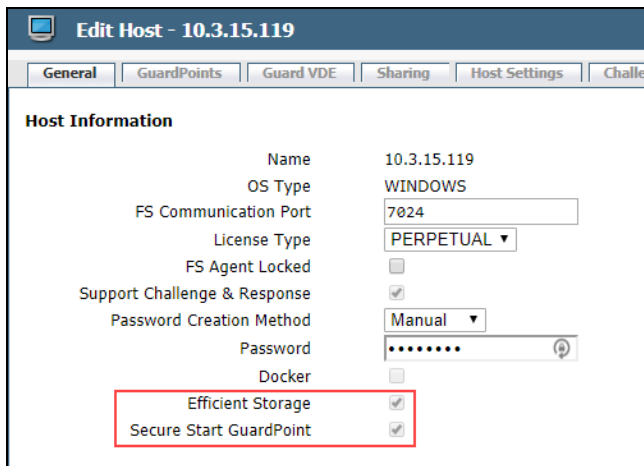 Edit Host - 10.3.15.119
General GuardPoints Guard VDE Sharing Host Settings Challe
Host Information
Name 10.3.15.119
OS Type WINDOWS
FS Communication Port 7024
License Type PERPETUAL
FS Agent Locked
Support Challenge & Response
Password Creation Method Manual
Password ••••••••
Docker
Efficient Storage
Secure Start GuardPoint